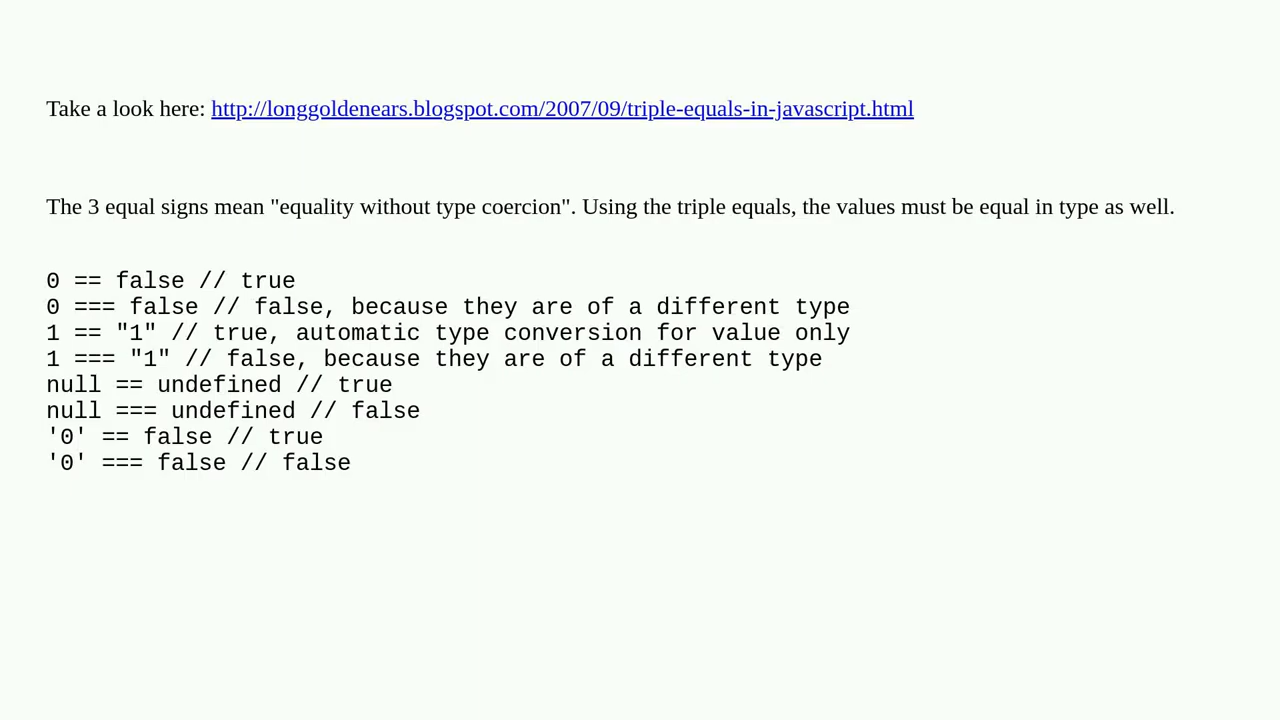 Take a look here: http://longgoldenears.blogspot.com/2007/09/triple-equals-in-javascript.html
The 3 equal signs mean "equality without type coercion". Using the triple equals, the values must be equal in type as well.
0 == false // true
0 === false // false, because they are of a different type
1 == "1" // true, automatic type conversion for value only
1 === "1" // false, because they are of a different type
null == undefined // true
null === undefined // false
'0' == false // true
'0' === false // false